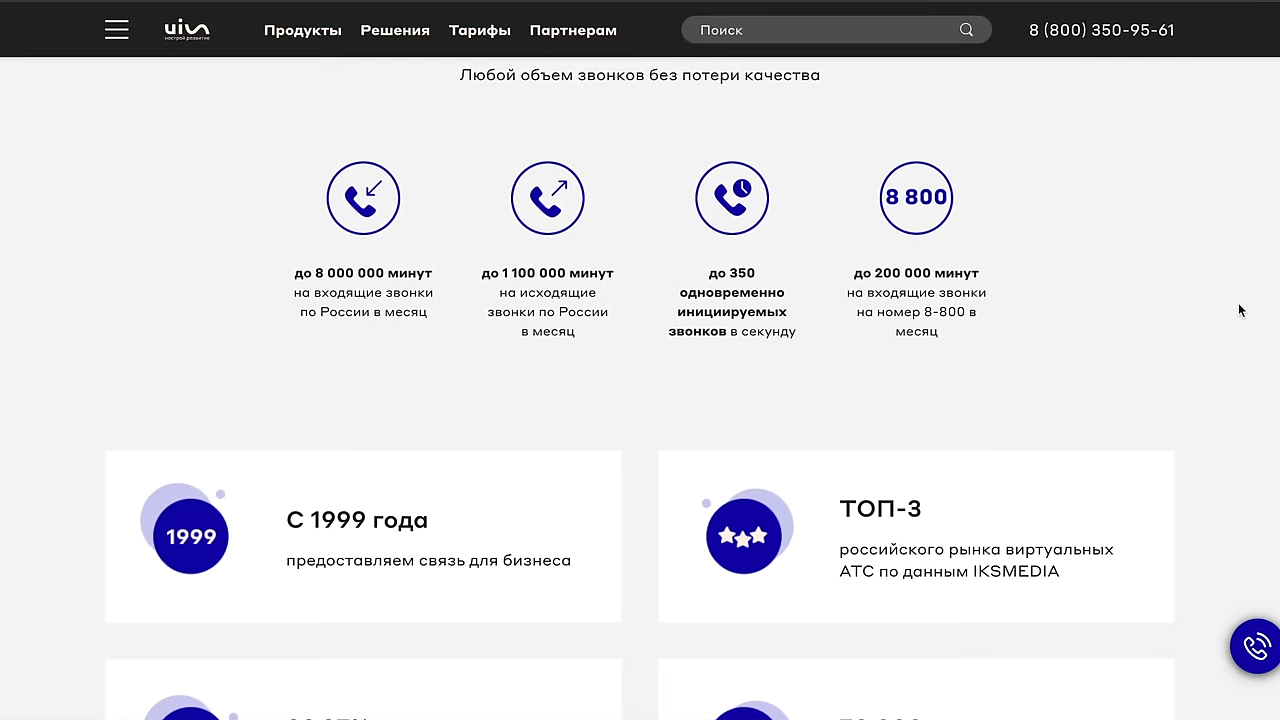 uin
настрой развитие
Продукты Решения Тарифы Партнерам
Поиск
8 (800) 350-95-61
Любой объем звонков без потери качества
8 800
до 8 000 000 минут
на входящие звонки
по России в месяц
до 1 100 000 минут
на исходящие
звонки по России
в месяц
до 350
одновременно
инициируемых
звонков в секунду
до 200 000 минут
на входящие звонки
на номер 8-800 в
месяц
1999
С 1999 года
предоставляем связь для бизнеса
ТОП-3
российского рынка виртуальных
АТС по данным IKSMEDIA